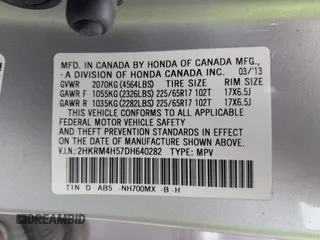 MFD. IN CANADA BY HONDA OF CANADA MFG.,
- A DIVISION OF HONDA CANADA INC. 03/'13
GVWR 2070KG (4564LBS) TIRE SIZE RIM SIZE
GAWR F 1055KG (2326LBS) 225/65R17 102T 17X6.5J
GAWR R 1035KG (2282LBS) 225/65R17 102T 17X6.5J
THIS VEHICLE CONFORMS TO ALL APPLICABLE
FEDERAL MOTOR VEHICLE SAFETY AND
THEFT PREVENTION STANDARDS IN EFFECT ON THE
DATE OF MANUFACTURE SHOWN ABOVE.
V.I.N.: 2HKRM4H57DH640282 TYPE: MPV
T1N D AB5 -NH700MX -B -H
DREAMBID